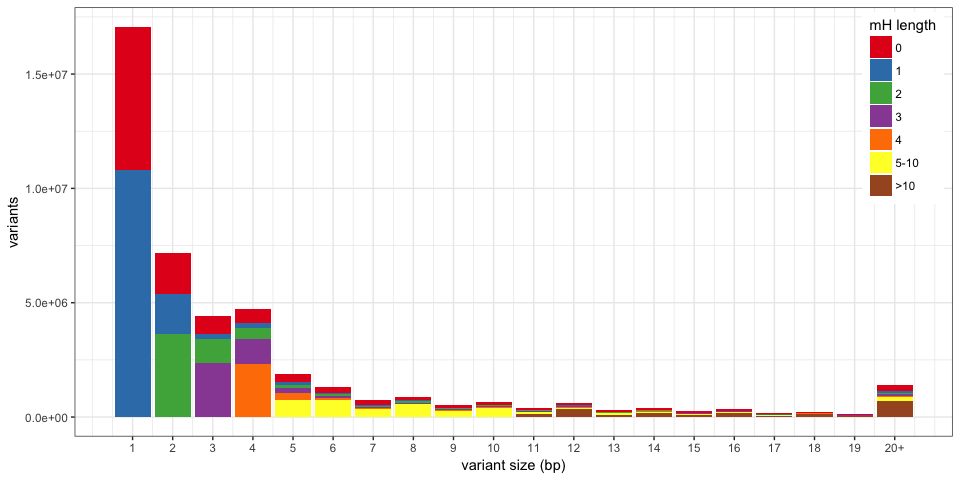 mH length
0
1
2
3
4
5-10
>10
variants
1.5e+07
1.0e+07
5.0e+06
0.0e+00
1 2 3 4 5 6 7 8 9 10 11 12 13 14 15 16 17 18 19 20+
variant size (bp)